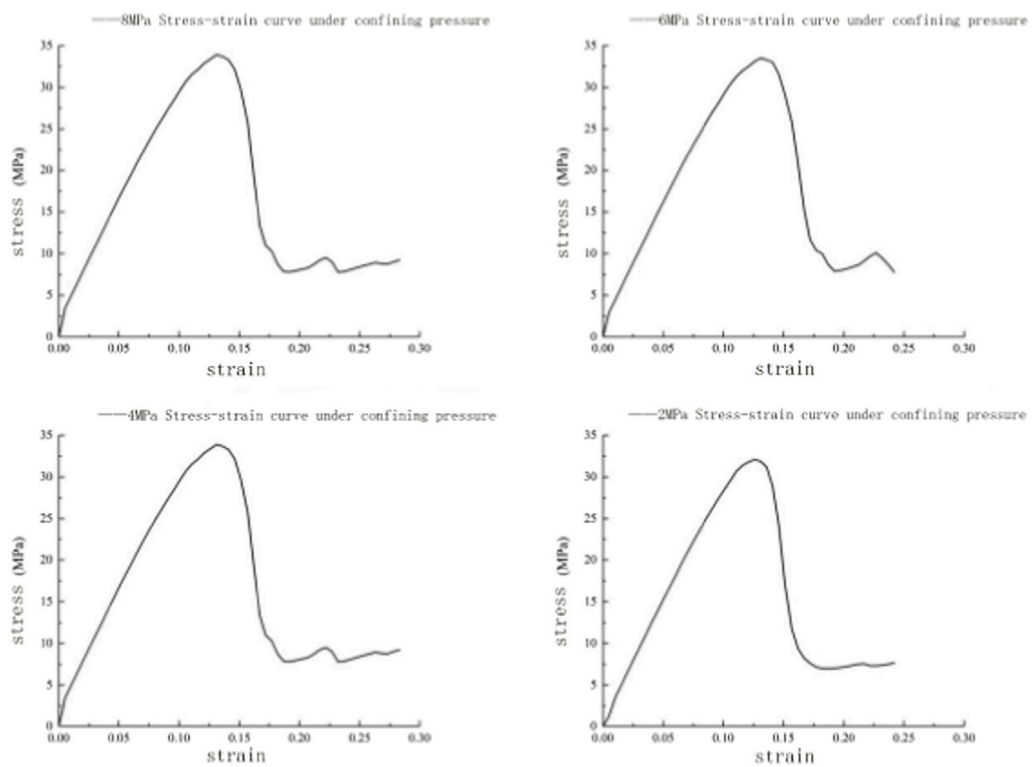 8MPa Stress-strain curve under confining pressure
35
30
25
20
15
10
5
0
stress (MPa)
0.00 0.05 0.10 0.15 0.20 0.25 0.30
strain
6MPa Stress-strain curve under confining pressure
35
30
25
20
15
10
5
0
stress (MPa)
0.00 0.05 0.10 0.15 0.20 0.25 0.30
strain
4MPa Stress-strain curve under confining pressure
35
30
25
20
15
10
5
0
stress (MPa)
0.00 0.05 0.10 0.15 0.20 0.25 0.30
strain
2MPa Stress-strain curve under confining pressure
35
30
25
20
15
10
5
0
stress (MPa)
0.00 0.05 0.10 0.15 0.20 0.25 0.30
strain